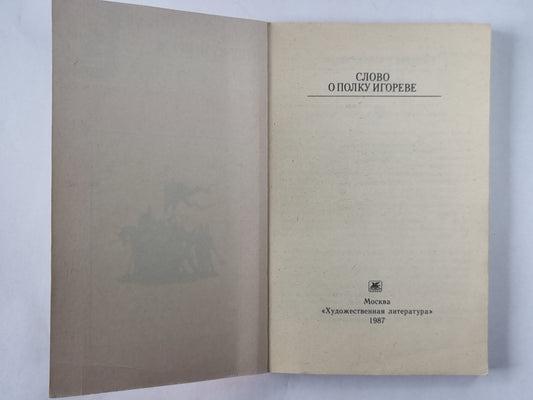 СЛОВО
О ПОЛКУ ИГОРЕВЕ
Москва
«Художественная литература»
1987